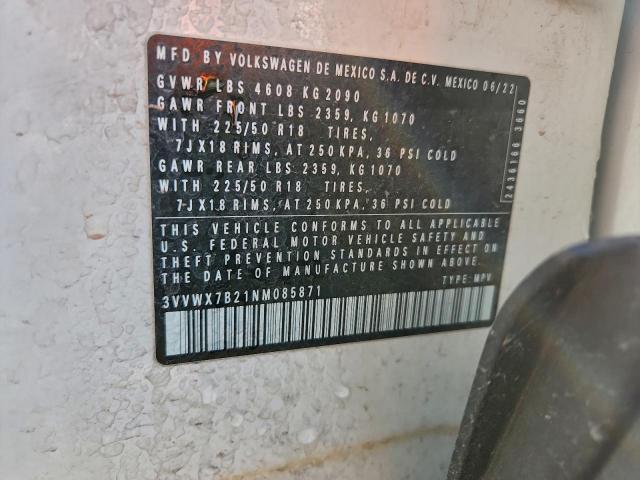 MFD BY VOLKSWAGEN DE MEXICO S.A. DE C.V. MEXICO 06/22
GVWR LBS 4608 KG 2090
GAWR FRONT LBS 2359, KG 1070
WITH 225/50 R18 TIRES,
7JX18 RIMS, AT 250 KPA, 36 PSI COLD
GAWR REAR LBS 2359, KG 1070
WITH 225/50 R18 TIRES,
7JX18 RIMS, AT 250 KPA, 36 PSI COLD
2436166 3660
THIS VEHICLE CONFORMS TO ALL APPLICABLE
U.S. FEDERAL MOTOR VEHICLE SAFETY AND
THEFT PREVENTION STANDARDS IN EFFECT ON
THE DATE OF MANUFACTURE SHOWN ABOVE.
3VVWX7B21NM085871 TYPE: MPV